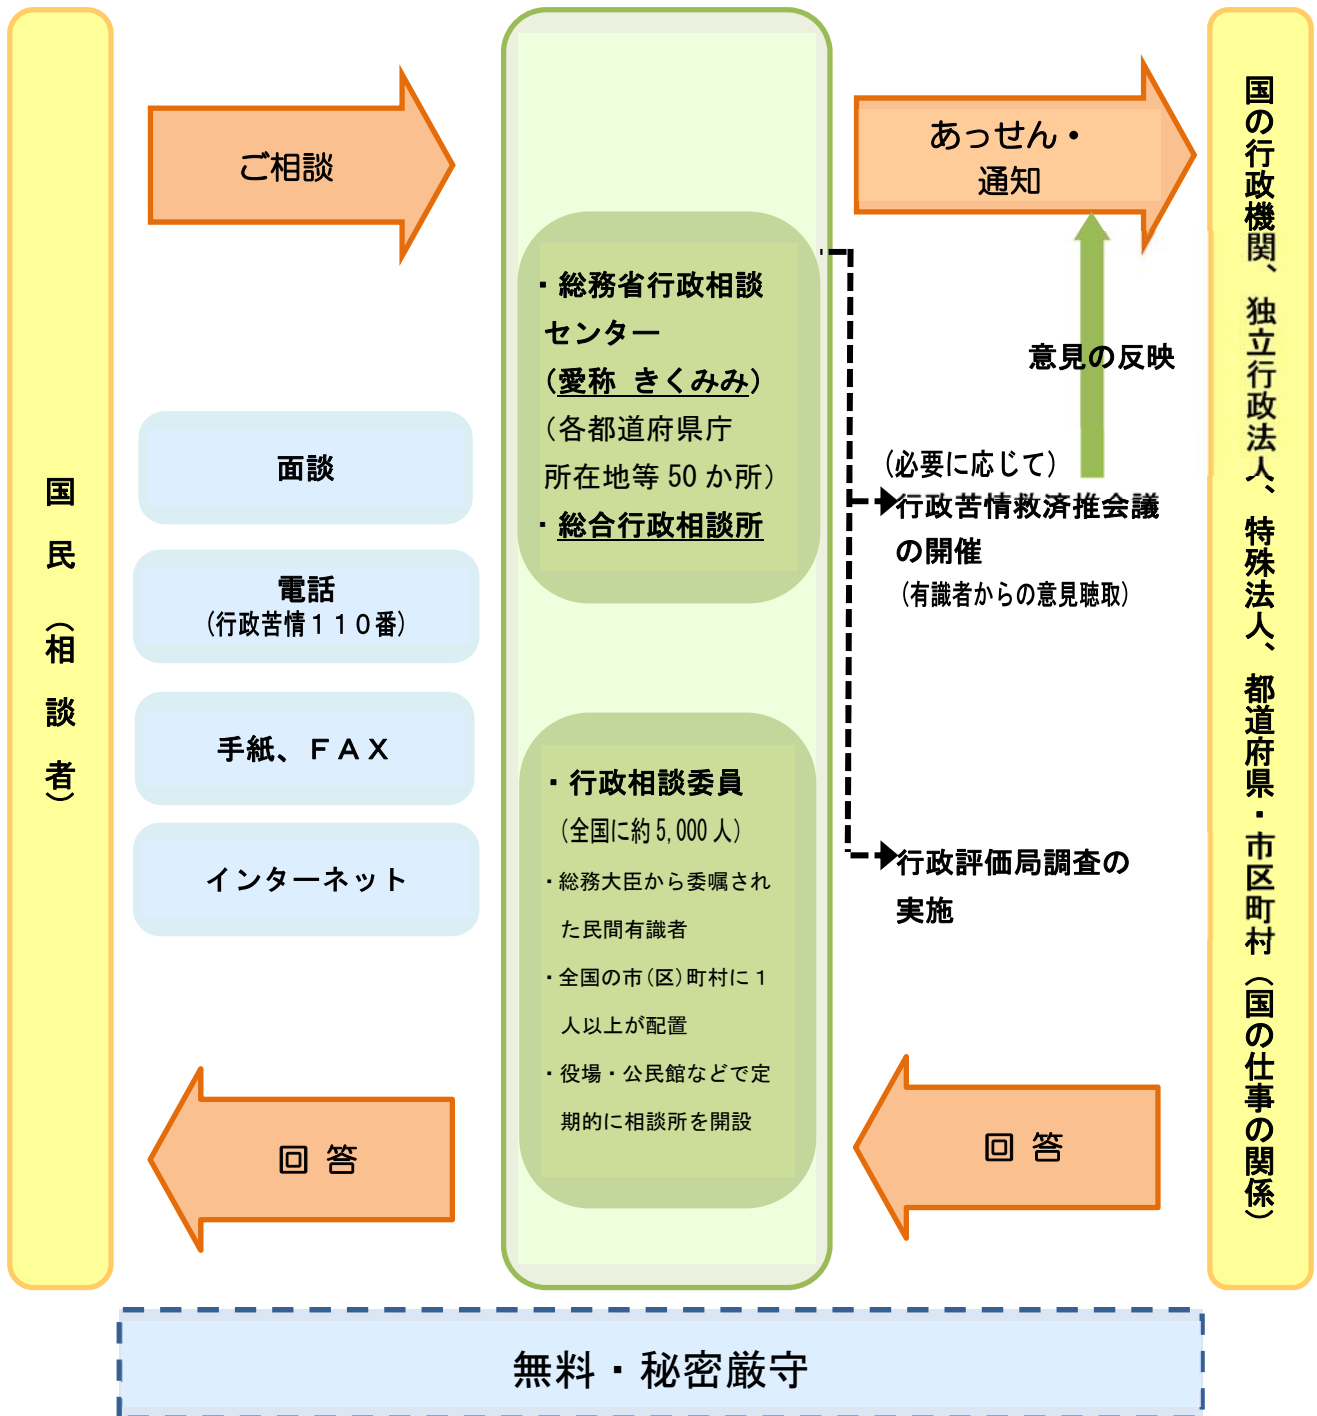 国民（相談者）
ご相談
面談
電話
（行政苦情１１０番）
手紙、ＦＡＸ
インターネット
回 答
・総務省行政相談
センター
（愛称 きくみみ）
（各都道府県庁
所在地等 50 か所）
・総合行政相談所
・行政相談委員
（全国に約 5,000 人）
・総務大臣から委嘱され
た民間有識者
・全国の市(区)町村に１
人以上が配置
・役場・公民館などで定
期的に相談所を開設
あっせん・
通知
意見の反映
（必要に応じて）
行政苦情救済推会議
の開催
（有識者からの意見聴取）
行政評価局調査の
実施
回 答
国の行政機関、独立行政法人、特殊法人、都道府県・市区町村（国の仕事の関係）
無料・秘密厳守